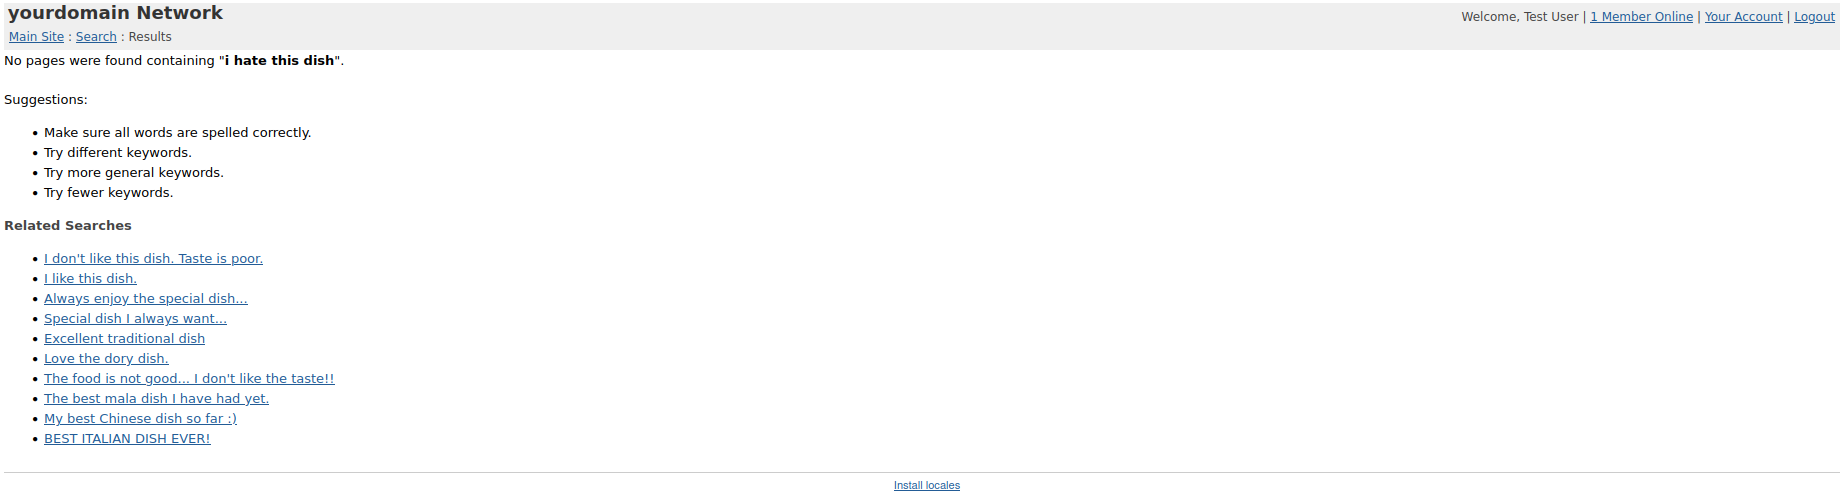 yourdomain Network
Welcome, Test User | 1 Member Online | Your Account | Logout
Main Site : Search : Results
No pages were found containing "i hate this dish".
Suggestions:
• Make sure all words are spelled correctly.
• Try different keywords.
• Try more general keywords.
• Try fewer keywords.
Related Searches
• I don't like this dish. Taste is poor.
• I like this dish.
• Always enjoy the special dish...
• Special dish I always want...
• Excellent traditional dish
• Love the dory dish.
• The food is not good... I don't like the taste!!
• The best mala dish I have had yet.
• My best Chinese dish so far :)
• BEST ITALIAN DISH EVER!
Install locales